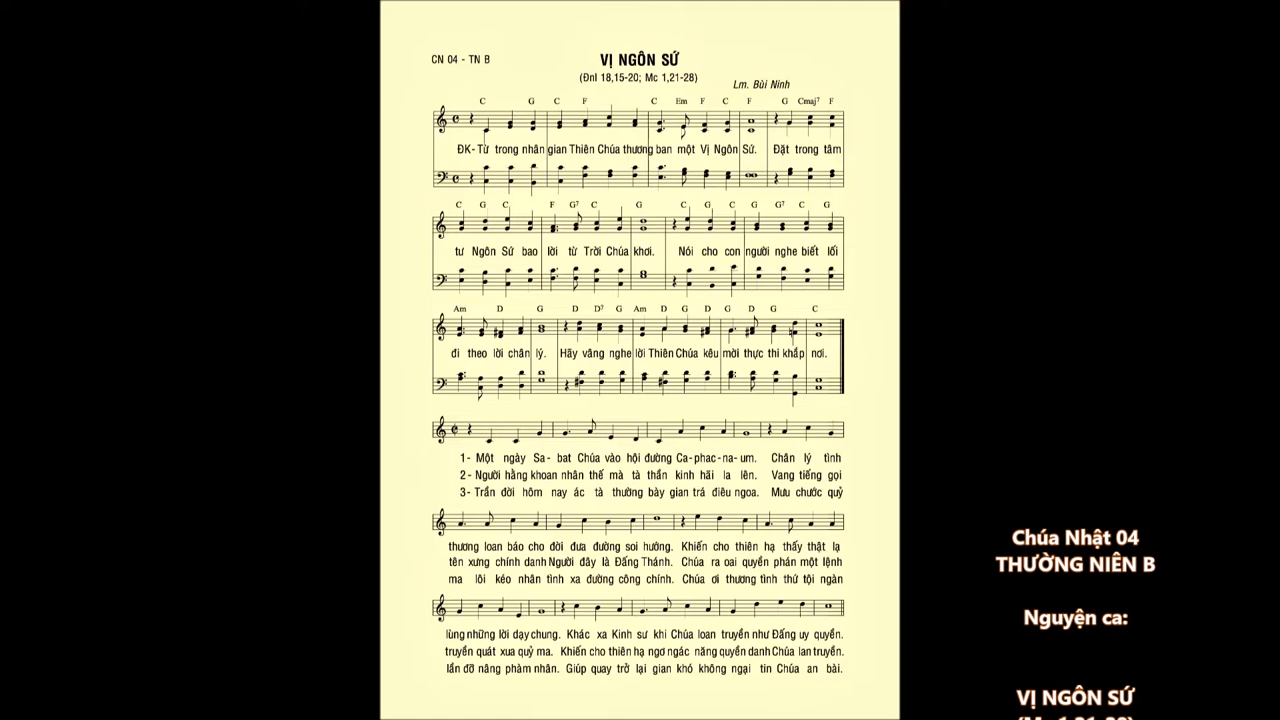 CN 04 - TN B
VỊ NGÔN SỨ
(Đnl 18,15-20; Mc 1,21-28)
Lm. Bùi Ninh
C G C F C Em F C F G Cmaj7 F
ĐK- Từ trong nhân gian Thiên Chúa thương ban một Vị Ngôn Sứ. Đặt trong tâm
C G C F G7 C G C G C G G7 C G
tư Ngôn Sứ bao lời từ Trời Chúa khơi. Nói cho con người nghe biết lối
Am D G D D7 G Am D G D G D G C
đi theo lời chân lý. Hãy vâng nghe lời Thiên Chúa kêu mời thực thi khắp nơi.
1- Một ngày Sa- bat Chúa vào hội đường Ca-phac-na-um. Chân lý tình
2- Người hằng khoan nhân thế mà tà thần kinh hãi la lên. Vang tiếng gọi
3- Trần đời hôm nay ác tà thường bày gian trá điêu ngoa. Mưu chước quỷ
thương loan báo cho đời đưa đường soi hướng. Khiến cho thiên hạ thấy thật lạ
tên xưng chính danh Người đây là Đấng Thánh. Chúa ra oai quyền phán một lệnh
ma lôi kéo nhân tình xa đường công chính. Chúa ơi thương tình thứ tội ngàn
lùng những lời dạy chung. Khác xa Kinh sư khi Chúa loan truyền như Đấng uy quyền.
truyền quát xua quỷ ma. Khiến cho thiên hạ ngơ ngác năng quyền danh Chúa lan truyền.
lần đỡ nâng phàm nhân. Giúp quay trở lại gian khó không ngại tin Chúa an bài.
Chúa Nhật 04
THƯỜNG NIÊN B
Nguyện ca:
VỊ NGÔN SỨ
(Mc 1,21-28)